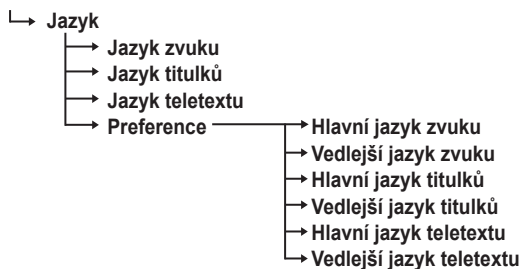 Jazyk
Jazyk zvuku
Jazyk titulků
Jazyk teletextu
Preference
Hlavní jazyk zvuku
Vedlejší jazyk zvuku
Hlavní jazyk titulků
Vedlejší jazyk titulků
Hlavní jazyk teletextu
Vedlejší jazyk teletextu